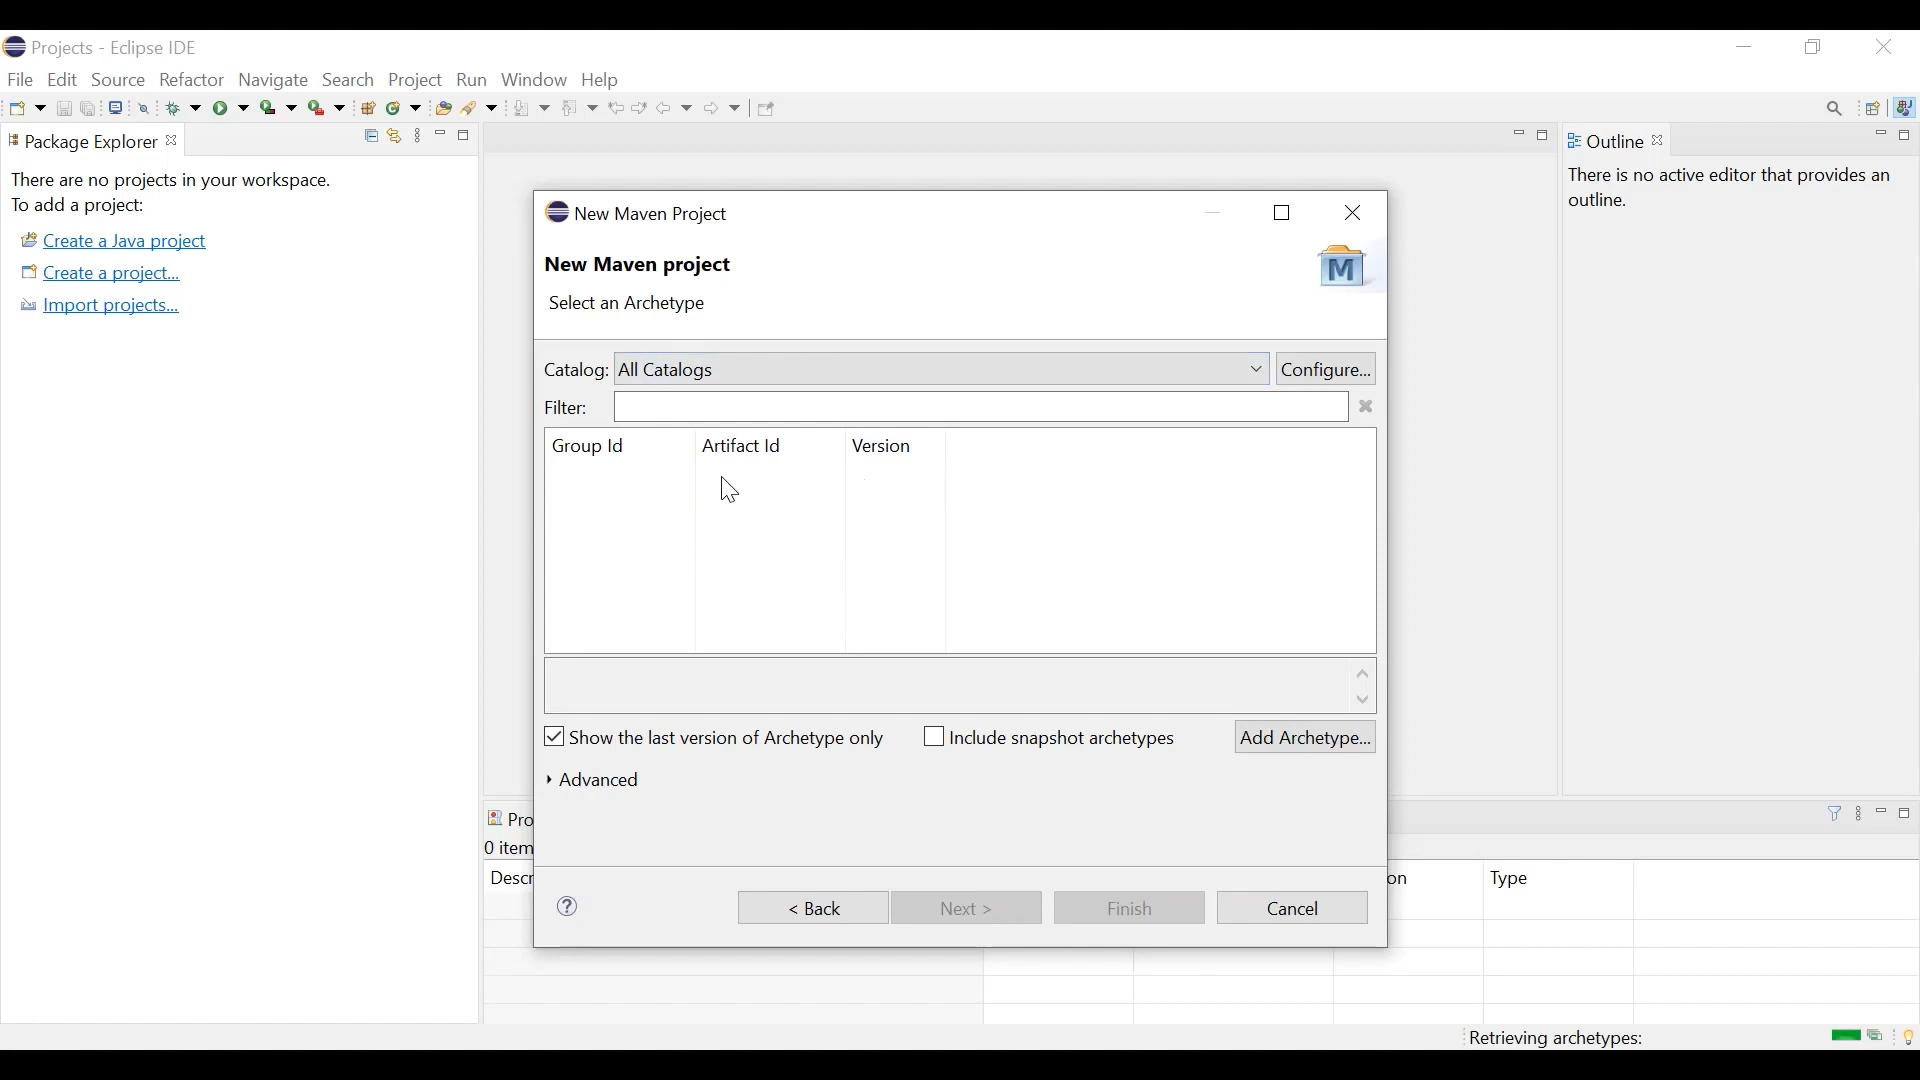 Projects - Eclipse IDE
File Edit Source Refactor Navigate Search Project Run Window Help
Package Explorer
There are no projects in your workspace.
To add a project:
Create a Java project
Create a project...
Import projects...
New Maven Project
New Maven project
Select an Archetype
M
Catalog: All Catalogs Configure...
Filter:
Group Id Artifact Id Version
Show the last version of Archetype only Include snapshot archetypes Add Archetype...
Advanced
? < Back Next > Finish Cancel
Outline
There is no active editor that provides an
outline.
Pro
0 item
Descr on Type
Retrieving archetypes: